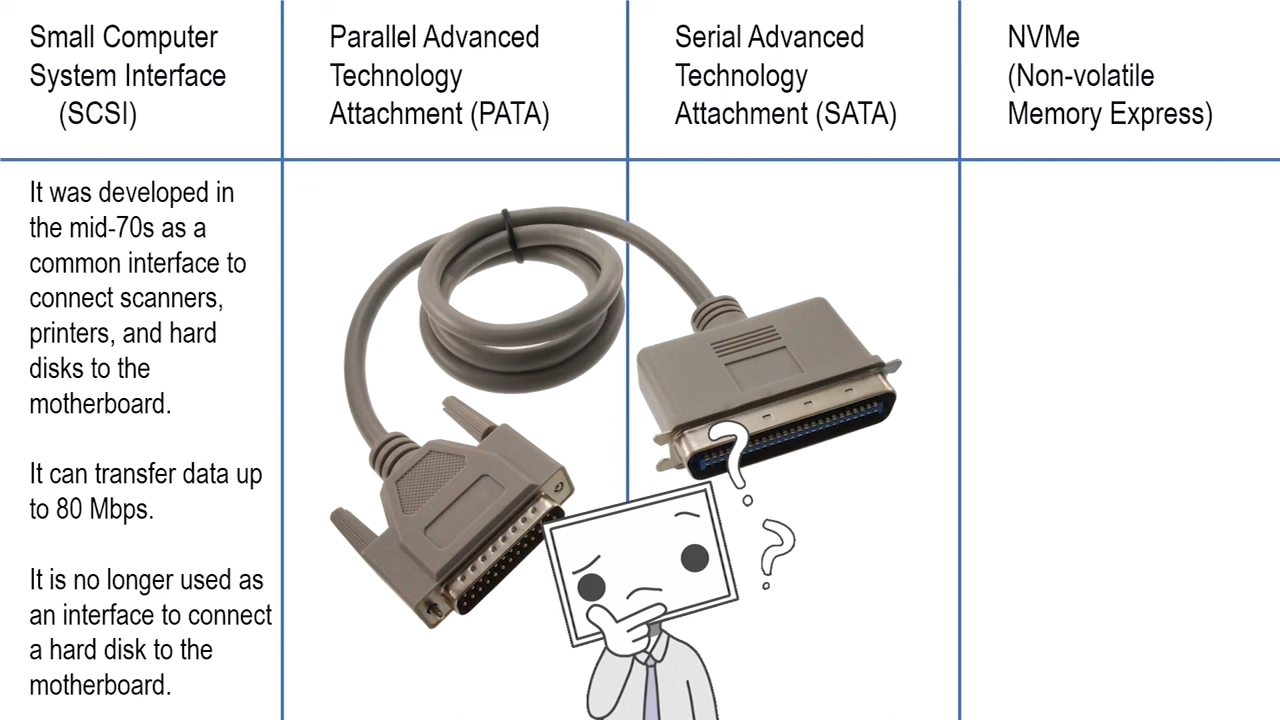 Small Computer
System Interface
(SCSI)
Parallel Advanced
Technology
Attachment (PATA)
Serial Advanced
Technology
Attachment (SATA)
NVMe
(Non-volatile
Memory Express)
It was developed in
the mid-70s as a
common interface to
connect scanners,
printers, and hard
disks to the
motherboard.
It can transfer data up
to 80 Mbps.
It is no longer used as
an interface to connect
a hard disk to the
motherboard.
?
?